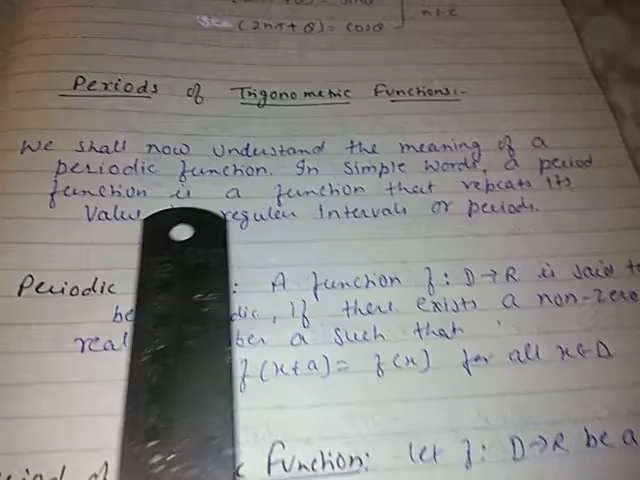 (2nπ+θ) = cosθ
Periods of Trigonometric Functions:-
We shall now understand the meaning of a
periodic function. In simple words, a period
function is a function that repeats its
Value regular Intervals or periods.
Periodic : A function f: D→R is said to
be dic, if there exists a non-zero
real ber a such that
f(x+a) = f(x) for all x∈D
of c Function: Let f: D→R be a